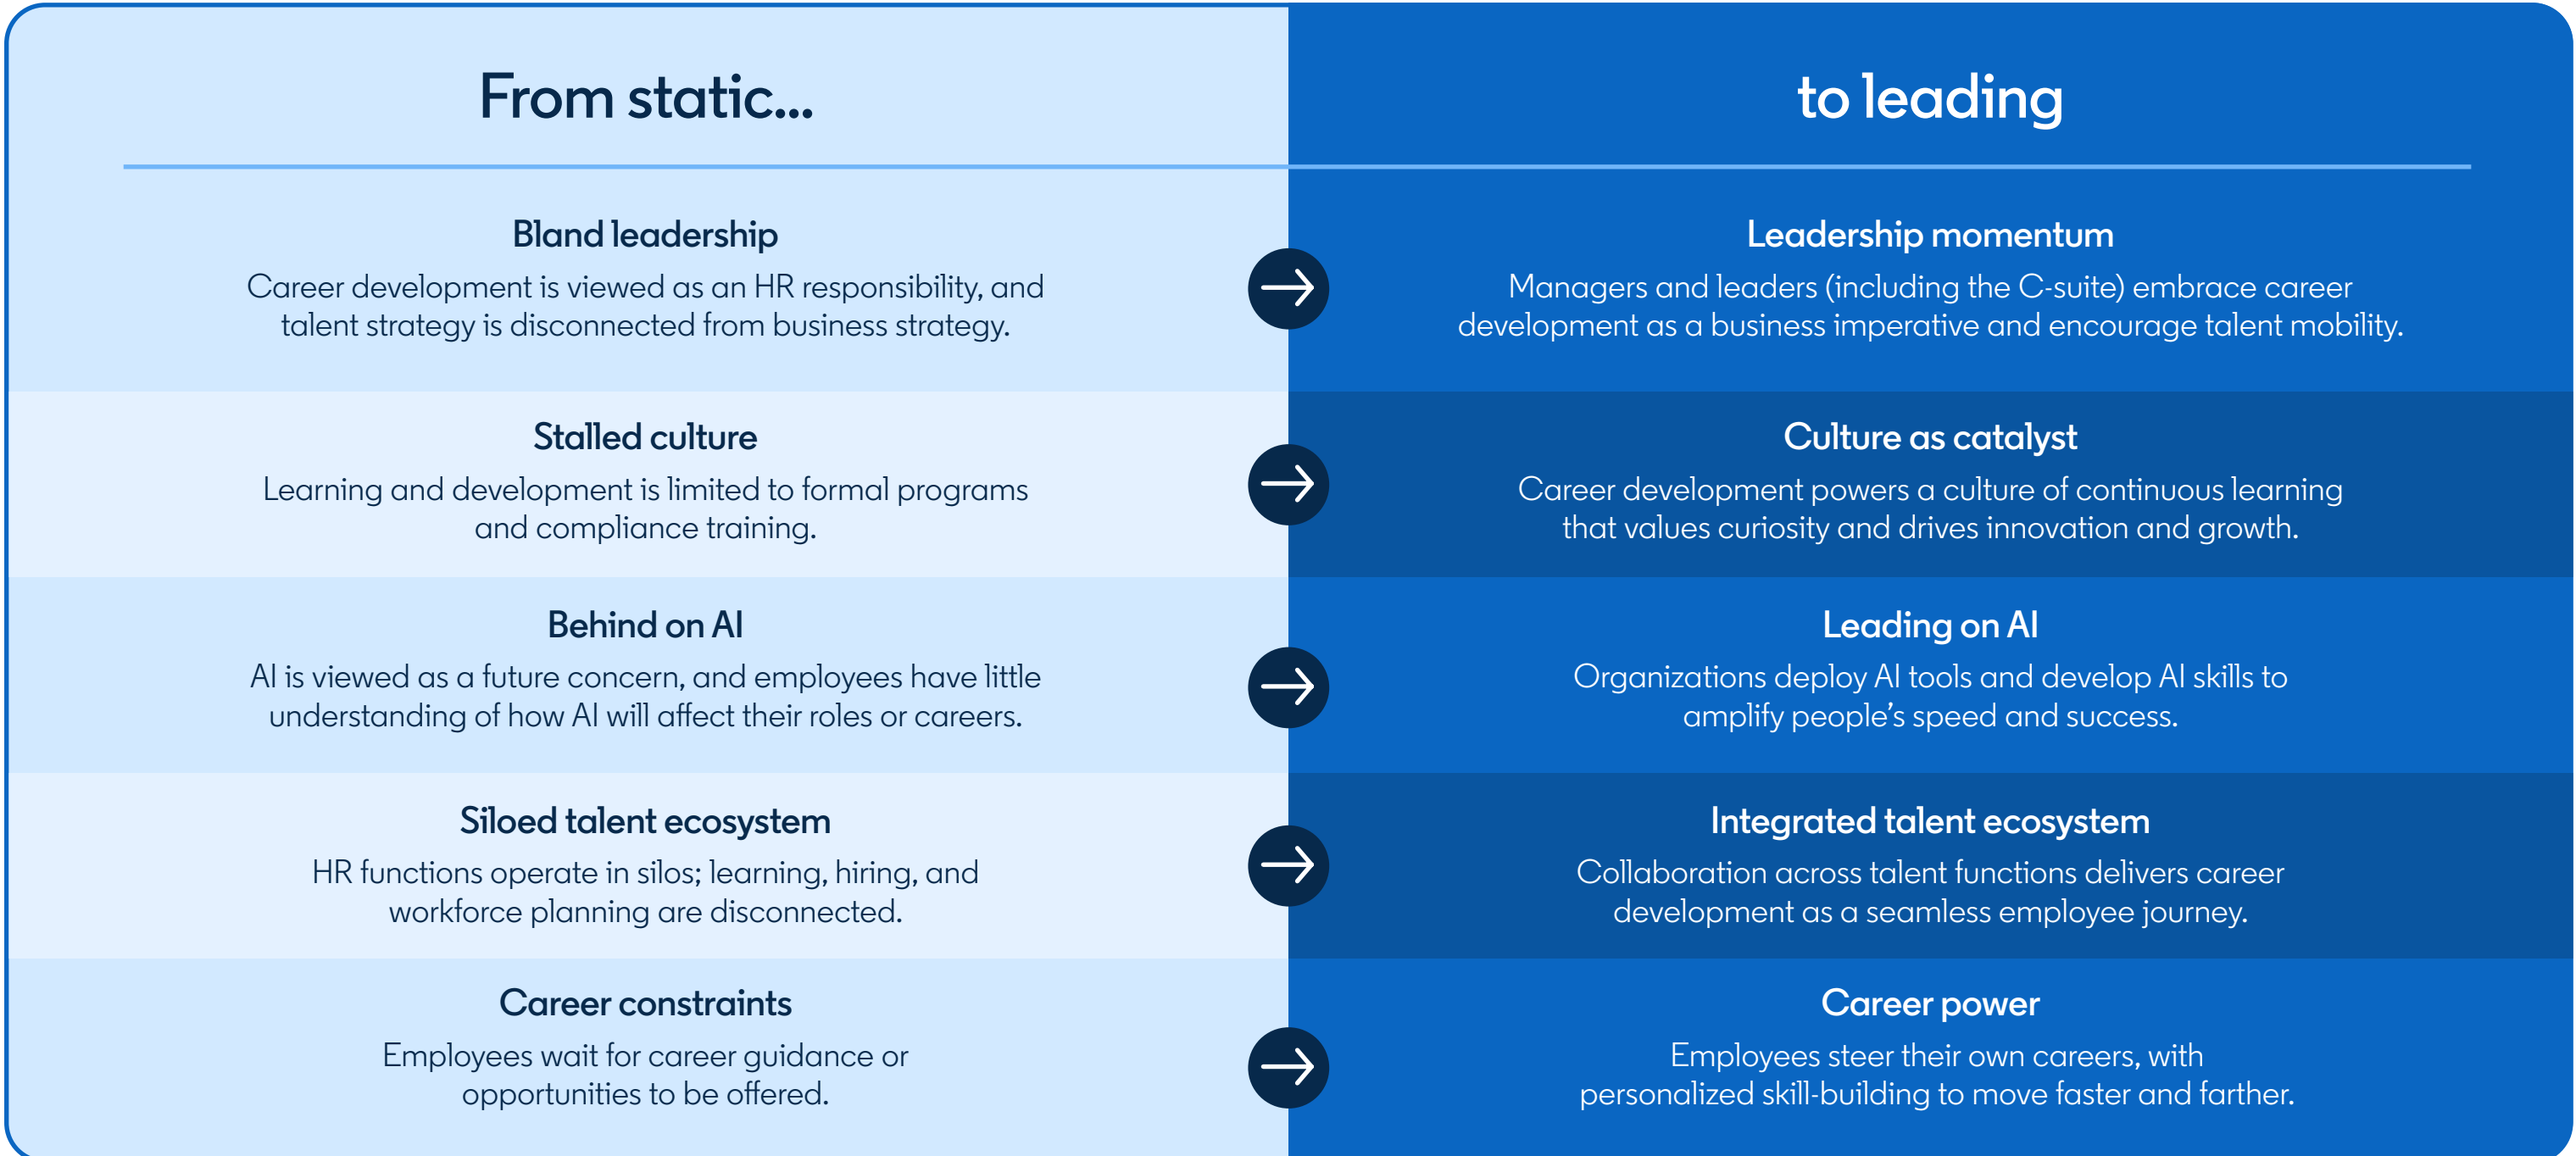 From static...
to leading
Bland leadership
Career development is viewed as an HR responsibility, and
talent strategy is disconnected from business strategy.
Leadership momentum
Managers and leaders (including the C-suite) embrace career
development as a business imperative and encourage talent mobility.
Stalled culture
Learning and development is limited to formal programs
and compliance training.
Culture as catalyst
Career development powers a culture of continuous learning
that values curiosity and drives innovation and growth.
Behind on AI
AI is viewed as a future concern, and employees have little
understanding of how AI will affect their roles or careers.
Leading on AI
Organizations deploy AI tools and develop AI skills to
amplify people’s speed and success.
Siloed talent ecosystem
HR functions operate in silos; learning, hiring, and
workforce planning are disconnected.
Integrated talent ecosystem
Collaboration across talent functions delivers career
development as a seamless employee journey.
Career constraints
Employees wait for career guidance or
opportunities to be offered.
Career power
Employees steer their own careers, with
personalized skill-building to move faster and farther.